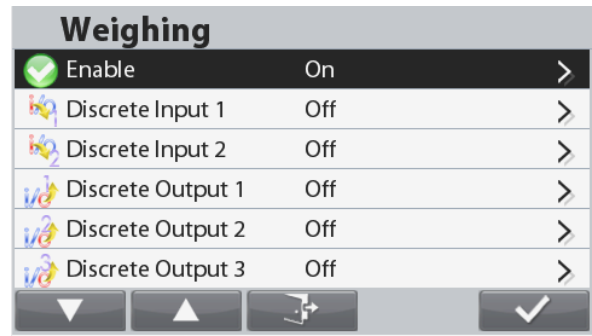 Weighing
Enable On
Discrete Input 1 Off
Discrete Input 2 Off
Discrete Output 1 Off
Discrete Output 2 Off
Discrete Output 3 Off